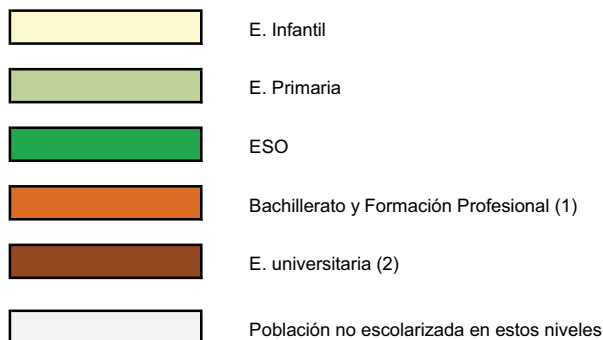 E. Infantil
E. Primaria
ESO
Bachillerato y Formación Profesional (1)
E. universitaria (2)
Población no escolarizada en estos niveles